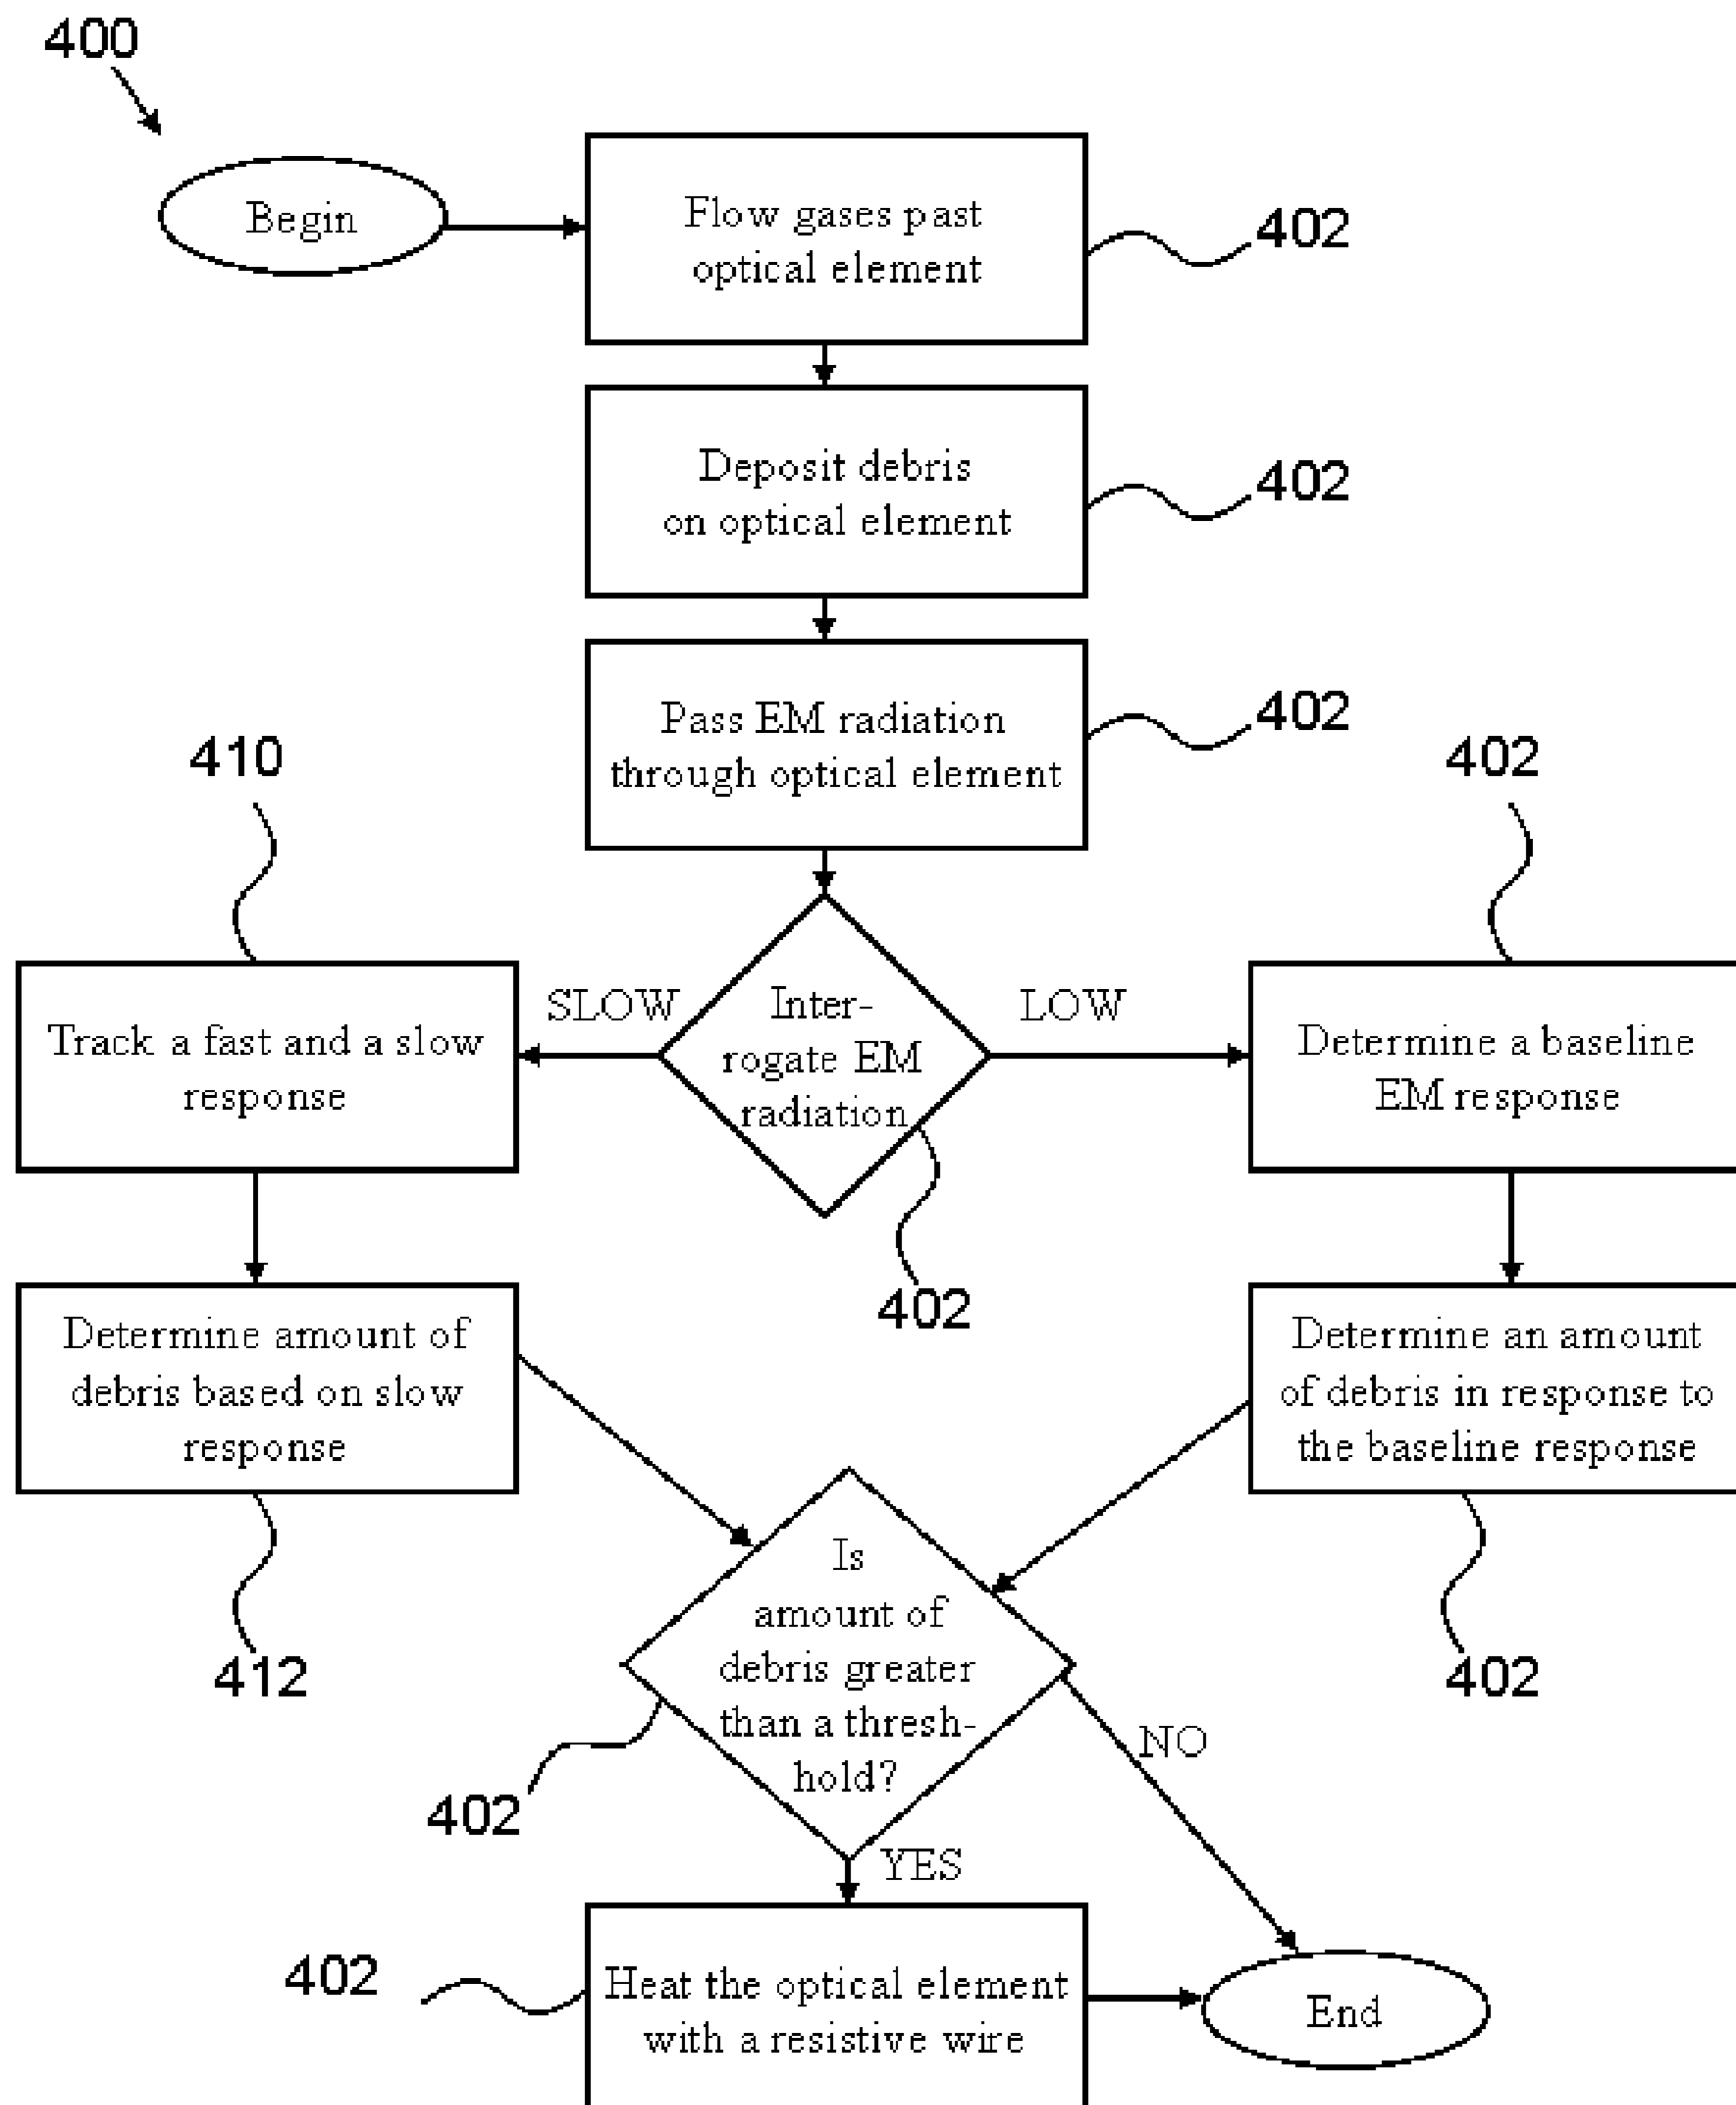 400
Begin
Flow gases past
optical element
402
Deposit debris
on optical element
402
Pass EM radiation
through optical element
402
410
402
SLOW
Inter-
rogate EM
radiation
LOW
Track a fast and a slow
response
Determine a baseline
EM response
402
Determine amount of
debris based on slow
response
Determine an amount
of debris in response to
the baseline response
412
402
Is
amount of
debris greater
than a thresh-
hold?
402
NO
YES
402
Heat the optical element
with a resistive wire
End